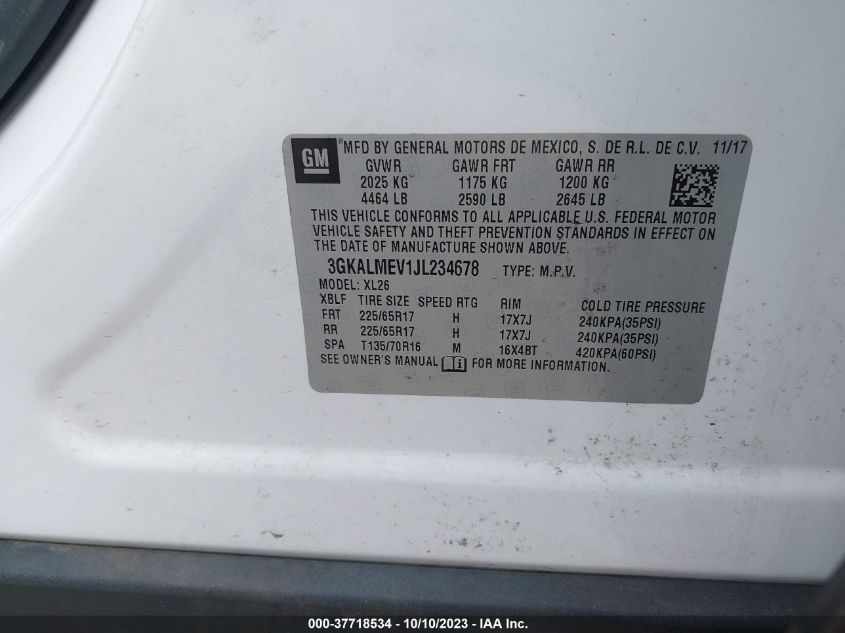 GM
®MFD BY GENERAL MOTORS DE MEXICO, S. DE R.L. DE C.V. 11/17
GVWR GAWR FRT GAWR RR
2025 KG 1175 KG 1200 KG
4464 LB 2590 LB 2645 LB
THIS VEHICLE CONFORMS TO ALL APPLICABLE U.S. FEDERAL MOTOR
VEHICLE SAFETY AND THEFT PREVENTION STANDARDS IN EFFECT ON
THE DATE OF MANUFACTURE SHOWN ABOVE.
3GKALMEV1JL234678 TYPE: M.P.V.
MODEL: XL26
XBLF TIRE SIZE SPEED RTG RIM COLD TIRE PRESSURE
FRT 225/65R17 H 17X7J 240KPA(35PSI)
RR 225/65R17 H 17X7J 240KPA(35PSI)
SPA T135/70R16 M 16X4BT 420KPA(60PSI)
SEE OWNER'S MANUAL FOR MORE INFORMATION.
000-37718534 - 10/10/2023 - IAA Inc.